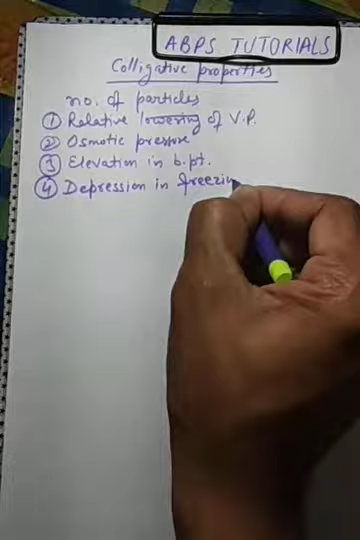 ABPS TUTORIALS
Colligative properties
no. of particles
① Relative lowering of V.P.
② Osmotic pressure
③ Elevation in b.pt.
④ Depression in freezin